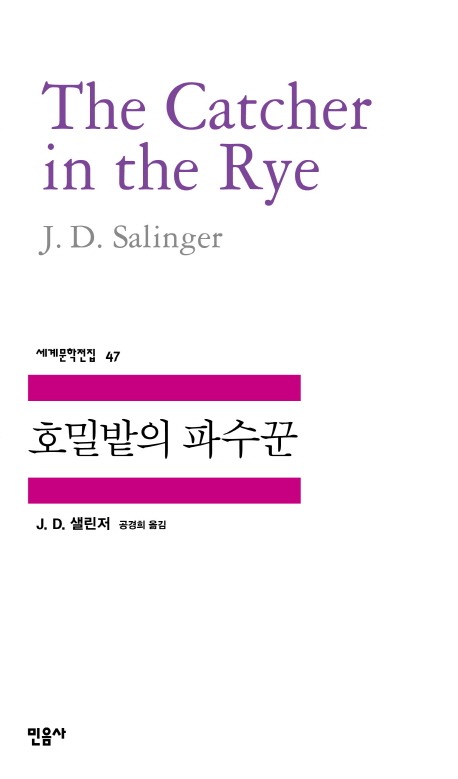 The Catcher
in the Rye
J. D. Salinger
세계문학전집 47
호밀밭의 파수꾼
J. D. 샐린저 공경희 옮김
민음사